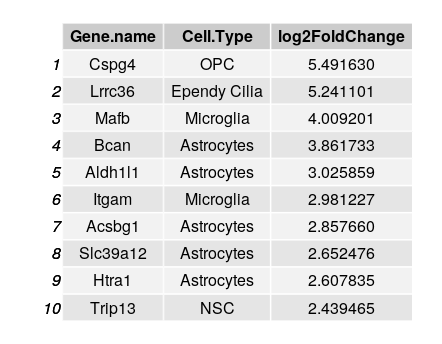 Gene.name Cell.Type log2FoldChange
1 Cspg4 OPC 5.491630
2 Lrrc36 Ependy Cilia 5.241101
3 Mafb Microglia 4.009201
4 Bcan Astrocytes 3.861733
5 Aldh1l1 Astrocytes 3.025859
6 Itgam Microglia 2.981227
7 Acsbg1 Astrocytes 2.857660
8 Slc39a12 Astrocytes 2.652476
9 Htra1 Astrocytes 2.607835
10 Trip13 NSC 2.439465